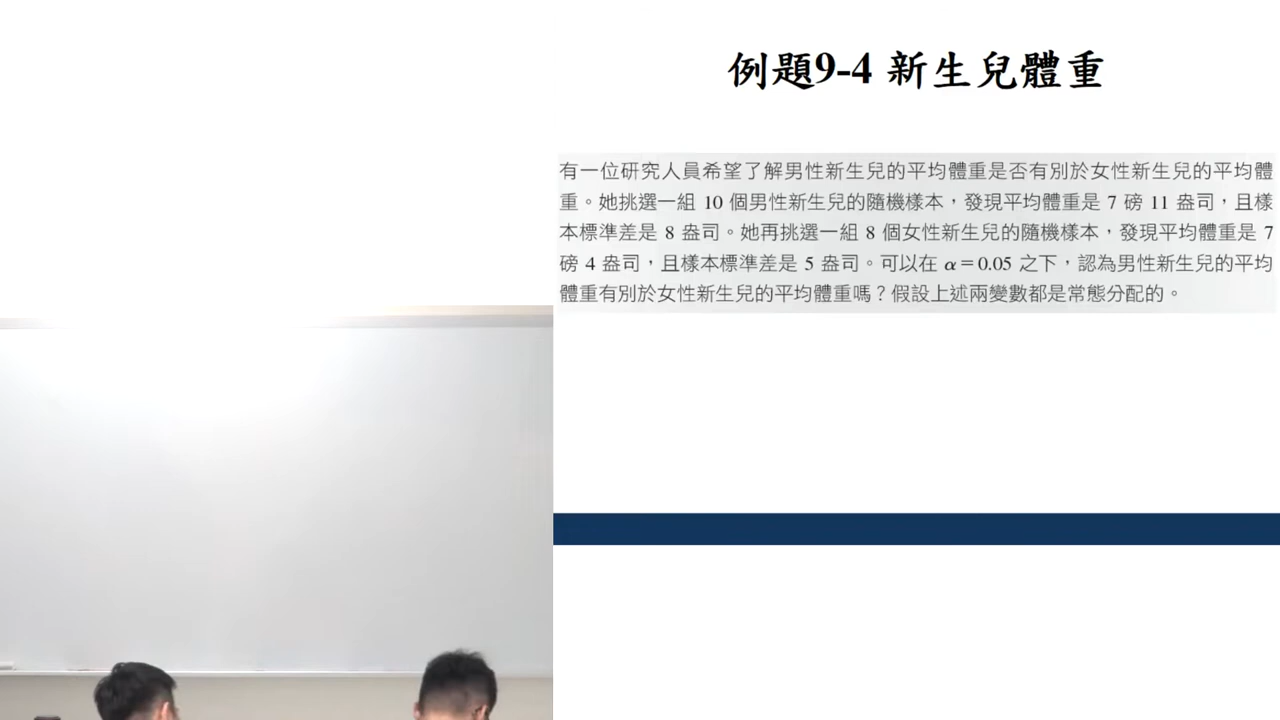 例題9-4 新生兒體重
有一位研究人員希望了解男性新生兒的平均體重是否有別於女性新生兒的平均體
重。她挑選一組 10 個男性新生兒的隨機樣本，發現平均體重是 7 磅 11 盎司，且樣
本標準差是 8 盎司。她再挑選一組 8 個女性新生兒的隨機樣本，發現平均體重是 7
磅 4 盎司，且樣本標準差是 5 盎司。可以在 α＝0.05 之下，認為男性新生兒的平均
體重有別於女性新生兒的平均體重嗎？假設上述兩變數都是常態分配的。